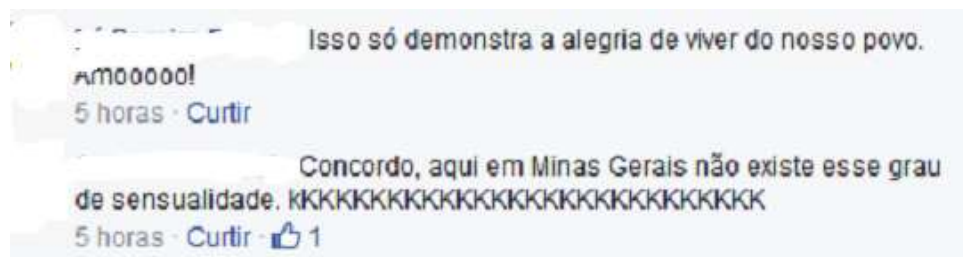 Isso só demonstra a alegria de viver do nosso povo.
Amooooo!
5 horas · Curtir
Concordo, aqui em Minas Gerais não existe esse grau
de sensualidade. kKKKKKKKKKKKKKKKKKKKKKKKKKKK
5 horas · Curtir · 1